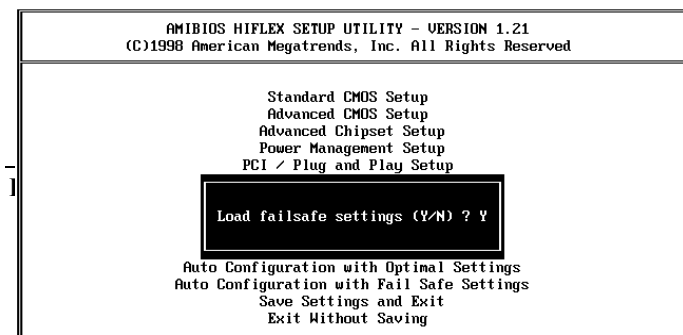 AMIBIOS HIFLEX SETUP UTILITY - VERSION 1.21
(C)1998 American Megatrends, Inc. All Rights Reserved
Standard CMOS Setup
Advanced CMOS Setup
Advanced Chipset Setup
Power Management Setup
PCI / Plug and Play Setup
Load failsafe settings (Y/N) ? Y
Auto Configuration with Optimal Settings
Auto Configuration with Fail Safe Settings
Save Settings and Exit
Exit Without Saving